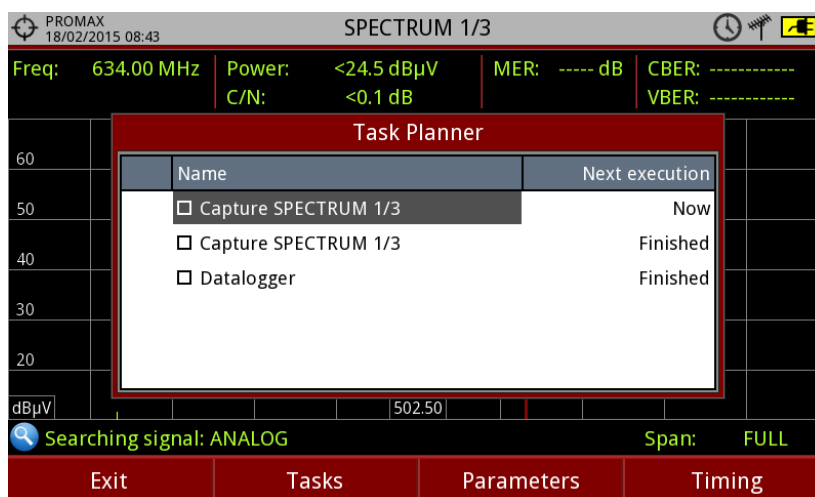 PROMAX
18/02/2015 08:43
SPECTRUM 1/3
Freq: 634.00 MHz Power: <24.5 dBµV MER: ----- dB CBER: ------------
C/N: <0.1 dB VBER: ------------
Task Planner
Name Next execution
Capture SPECTRUM 1/3 Now
Capture SPECTRUM 1/3 Finished
Datalogger Finished
60
50
40
30
20
dBµV 502.50
Searching signal: ANALOG Span: FULL
Exit Tasks Parameters Timing